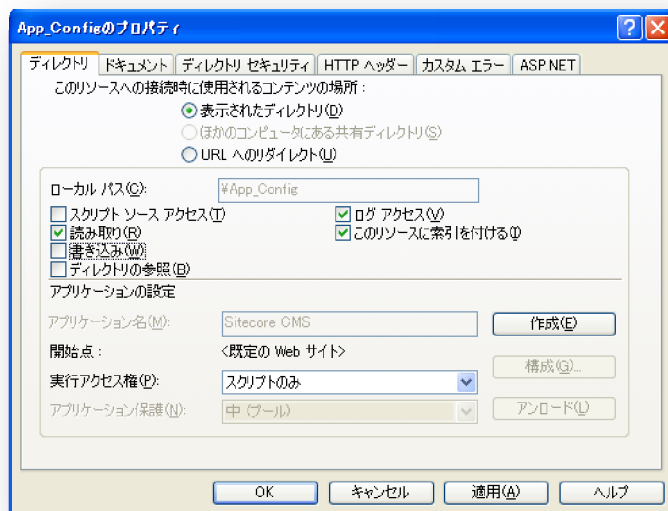 App_Configのプロパティ
ディレクトリ ドキュメント ディレクトリ セキュリティ HTTP ヘッダー カスタム エラー ASP.NET
このリソースへの接続時に使用されるコンテンツの場所:
表示されたディレクトリ(D)
ほかのコンピュータにある共有ディレクトリ(S)
URL へのリダイレクト(U)
ローカル パス(C): ¥App_Config
スクリプト ソース アクセス(T) ログ アクセス(V)
読み取り(R) このリソースに索引を付ける(I)
書き込み(W)
ディレクトリの参照(B)
アプリケーションの設定
アプリケーション名(M): Sitecore CMS 作成(E)
開始点: <既定の Web サイト>
構成(G)...
実行アクセス権(P): スクリプトのみ
アプリケーション保護(N): 中 (プール) アンロード(L)
OK キャンセル 適用(A) ヘルプ